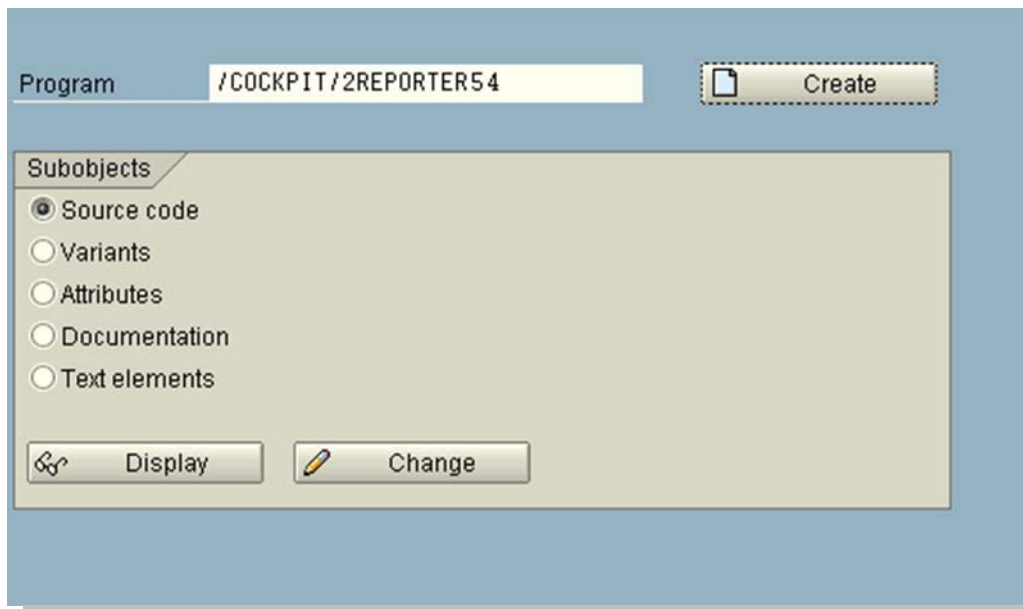 Program /COCKPIT/2REPORTER54 Create
Subobjects
Source code
Variants
Attributes
Documentation
Text elements
Display Change